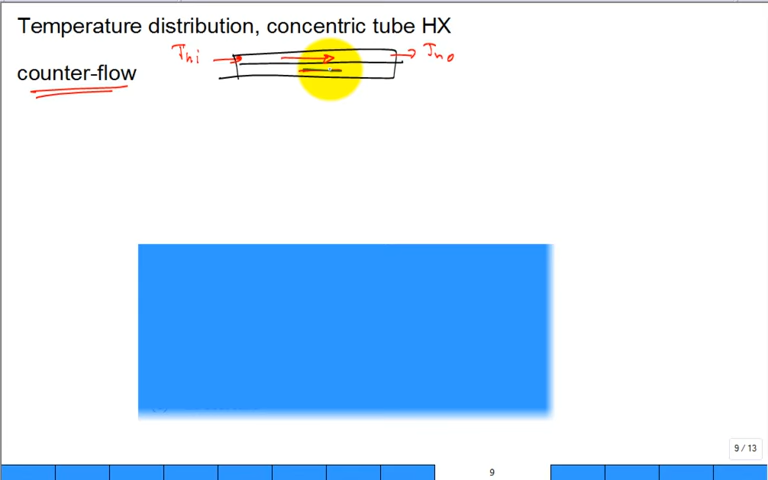 Temperature distribution, concentric tube HX
Thi
Tho
counter-flow
9 / 13
9